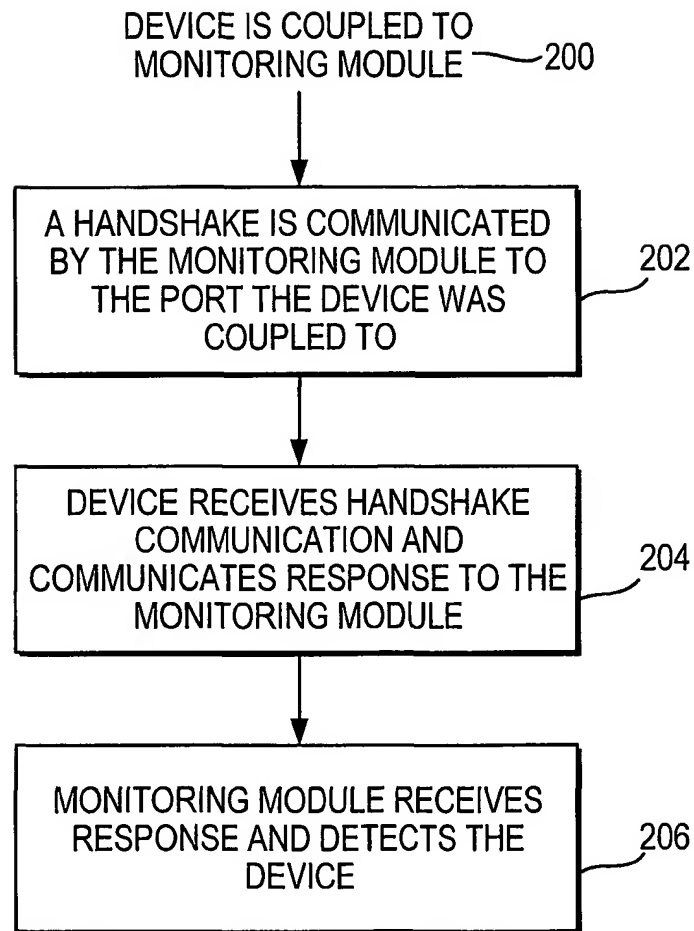 DEVICE IS COUPLED TO
MONITORING MODULE 200
A HANDSHAKE IS COMMUNICATED
BY THE MONITORING MODULE TO
THE PORT THE DEVICE WAS
COUPLED TO
202
DEVICE RECEIVES HANDSHAKE
COMMUNICATION AND
COMMUNICATES RESPONSE TO THE
MONITORING MODULE
204
MONITORING MODULE RECEIVES
RESPONSE AND DETECTS THE
DEVICE
206